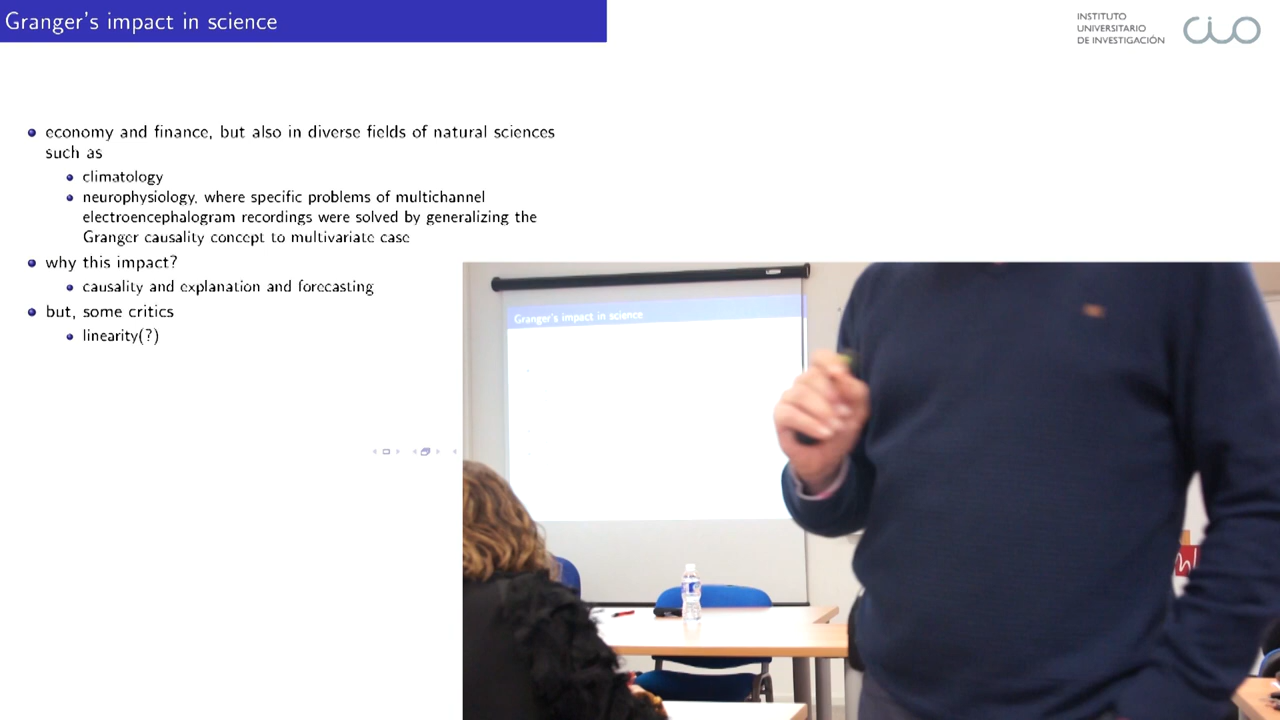 Granger's impact in science
INSTITUTO
UNIVERSITARIO
DE INVESTIGACIÓN
cio
economy and finance, but also in diverse fields of natural sciences
such as
climatology
neurophysiology, where specific problems of multichannel
electroencephalogram recordings were solved by generalizing the
Granger causality concept to multivariate case
why this impact?
causality and explanation and forecasting
but, some critics
linearity(?)
Granger's impact in science